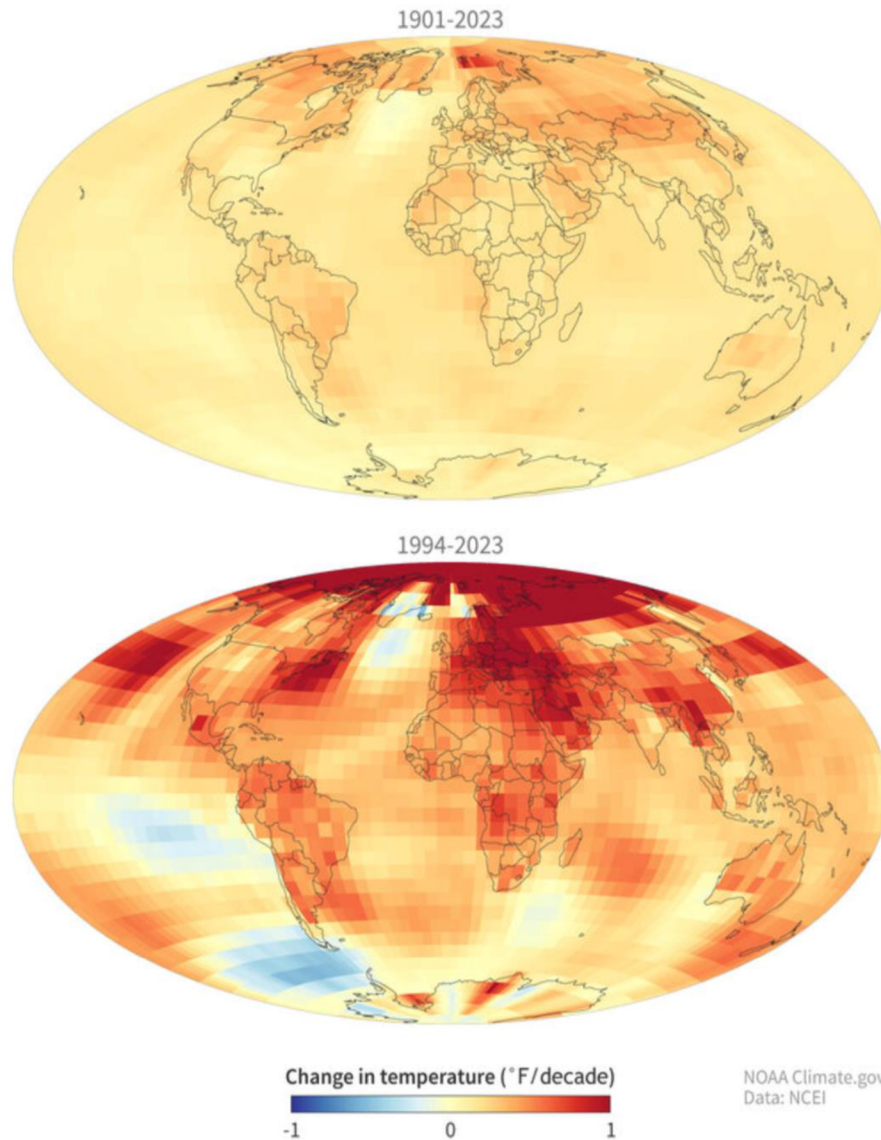 1901-2023
1994-2023
Change in temperature (°F/decade)
-1 0 1
NOAA Climate.gov
Data: NCEI